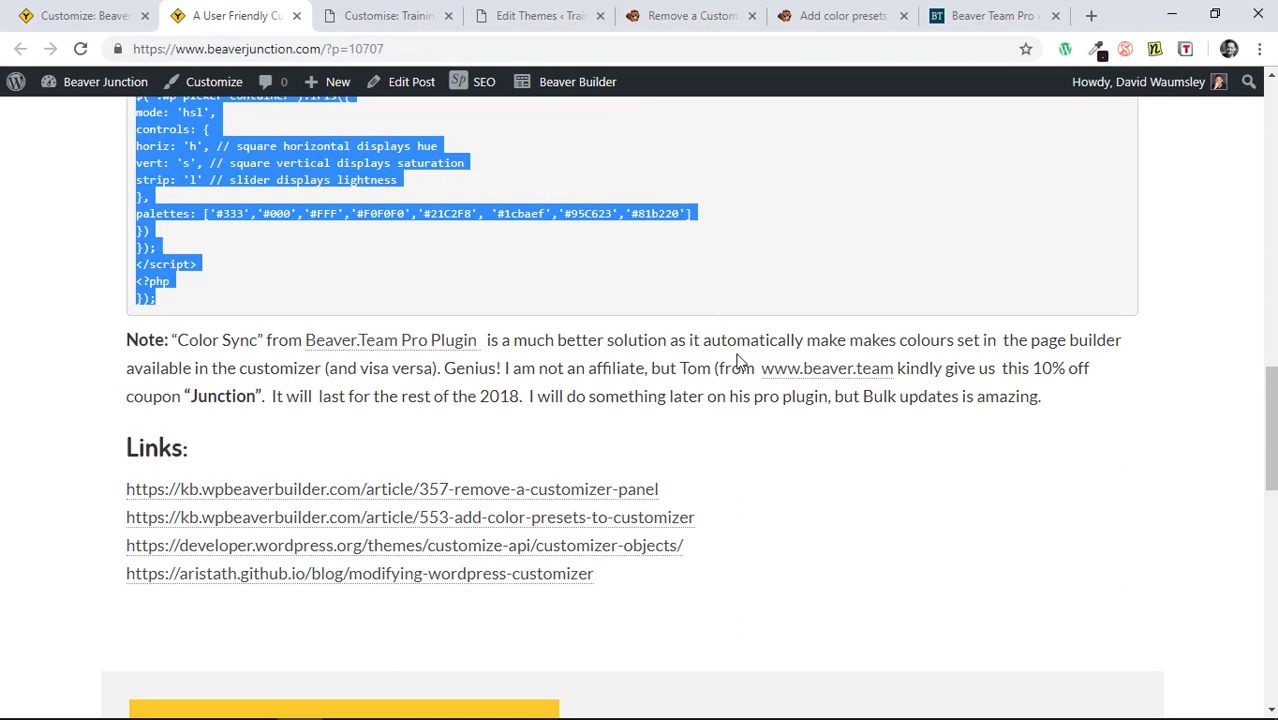 Customize: Beaver
A User Friendly Cu
Customise: Training
Edit Themes ‹ Train
Remove a Custom
Add color presets
Beaver Team Pro »
https://www.beaverjunction.com/?p=10707
Beaver Junction
Customize
0
New
Edit Post
SEO
Beaver Builder
Howdy, David Waumsley
mode: 'hsl',
controls: {
horiz: 'h', // square horizontal displays hue
vert: 's', // square vertical displays saturation
strip: 'l' // slider displays lightness
},
palettes: ['#333','#000','#FFF','#F0F0F0','#21C2F8', '#1cbaef','#95C623','#81b220']
})
});
</script>
<?php
});
Note: “Color Sync” from Beaver.Team Pro Plugin is a much better solution as it automatically make makes colours set in the page builder
available in the customizer (and visa versa). Genius! I am not an affiliate, but Tom (from www.beaver.team kindly give us this 10% off
coupon “Junction”. It will last for the rest of the 2018. I will do something later on his pro plugin, but Bulk updates is amazing.
Links:
https://kb.wpbeaverbuilder.com/article/357-remove-a-customizer-panel
https://kb.wpbeaverbuilder.com/article/553-add-color-presets-to-customizer
https://developer.wordpress.org/themes/customize-api/customizer-objects/
https://aristath.github.io/blog/modifying-wordpress-customizer